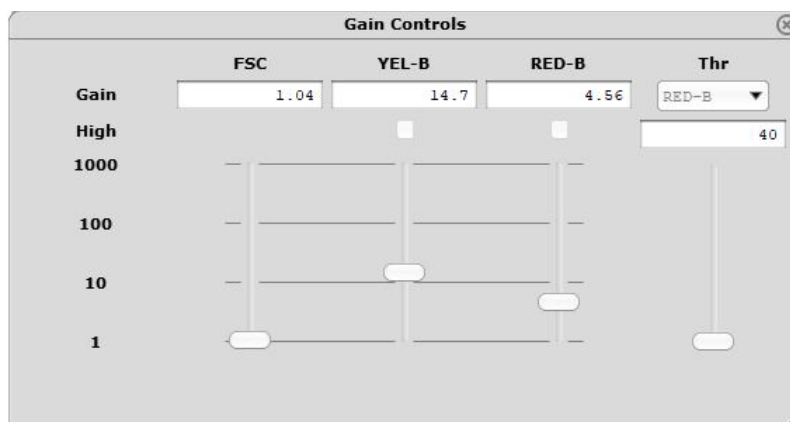 Gain Controls
FSC YEL-B RED-B Thr
Gain 1.04 14.7 4.56 RED-B
High 40
1000
100
10
1